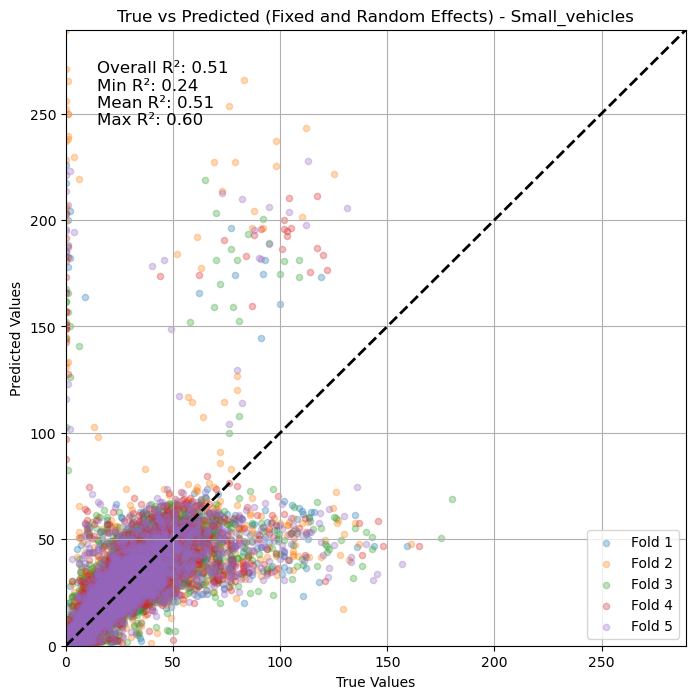 True vs Predicted (Fixed and Random Effects) - Small_vehicles
Overall R²: 0.51
Min R²: 0.24
Mean R²: 0.51
Max R²: 0.60
250
200
150
100
50
0
Predicted Values
Fold 1
Fold 2
Fold 3
Fold 4
Fold 5
0 50 100 150 200 250
True Values